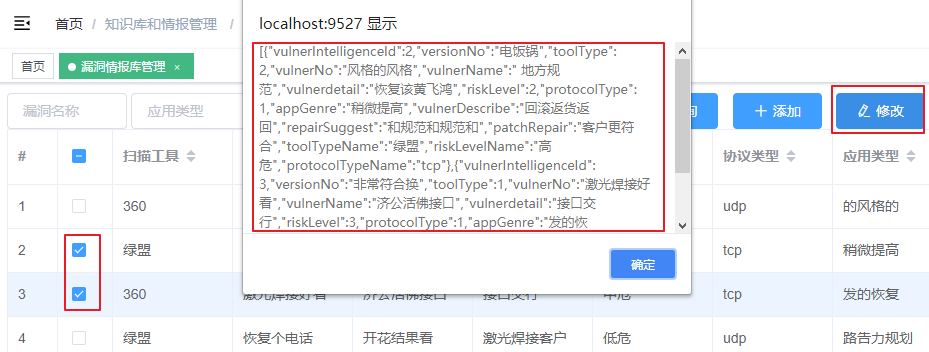 localhost:9527 显示
首页 / 知识库和情报管理 /
首页
漏洞情报库管理 ×
[{"vulnerIntelligenceId":2,"versionNo":"电饭锅","toolType":
2,"vulnerNo":"风格的风格","vulnerName":" 地方规
范","vulnerdetail":"恢复该黄飞鸿","riskLevel":2,"protocolType":
1,"appGenre":"稍微提高","vulnerDescribe":"回滚返货返
回","repairSuggest":"和规范和规范和","patchRepair":"客户更符
合","toolTypeName":"绿盟","riskLevelName":"高
危","protocolTypeName":"tcp"},{"vulnerIntelligenceId":
3,"versionNo":"非常符合换","toolType":1,"vulnerNo":"激光焊接好
看","vulnerName":"济公活佛接口","vulnerdetail":"接口交
行","riskLevel":3,"protocolType":1,"appGenre":"发的恢
确定
漏洞名称 应用类型 询 + 添加 修改
# 扫描工具 协议类型 应用类型
1 360 udp 的风格的
2 绿盟 tcp 稍微提高
3 360 激光焊接好看 济公活佛接口 接口交行 中危 tcp 发的恢复
4 绿盟 恢复个电话 开花结果看 激光焊接客户 低危 udp 路告力规划